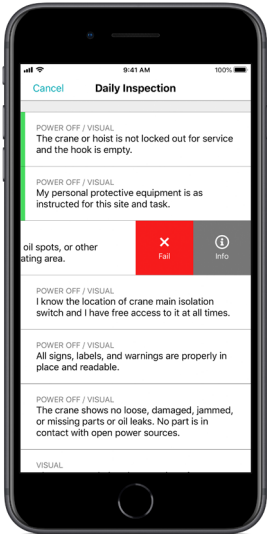 9:41 AM
100%
Cancel
Daily Inspection
POWER OFF / VISUAL
The crane or hoist is not locked out for service
and the hook is empty.
POWER OFF / VISUAL
My personal protective equipment is as
instructed for this site and task.
oil spots, or other
ating area.
Fail
Info
POWER OFF / VISUAL
I know the location of crane main isolation
switch and I have free access to it at all times.
POWER OFF / VISUAL
All signs, labels, and warnings are properly in
place and readable.
POWER OFF / VISUAL
The crane shows no loose, damaged, jammed,
or missing parts or oil leaks. No part is in
contact with open power sources.
VISUAL